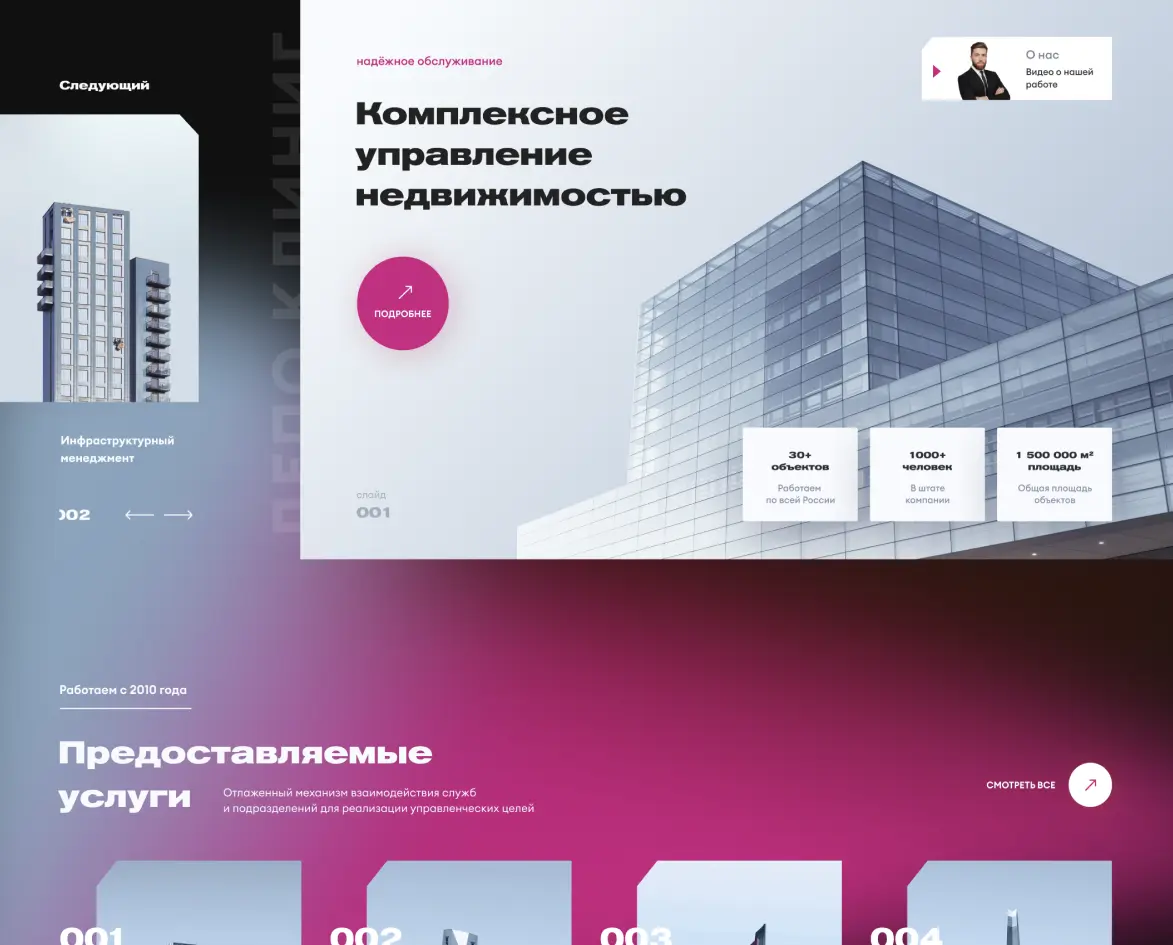 Следующий
Инфраструктурный
менеджмент
002
надёжное обслуживание
Комплексное
управление
недвижимостью
ПОДРОБНЕЕ
слайд
001
О нас
Видео о нашей
работе
30+
объектов
Работаем
по всей России
1000+
человек
В штате
компании
1 500 000 м²
площадь
Общая площадь
объектов
Работаем с 2010 года
Предоставляемые
услуги
Отлаженный механизм взаимодействия служб
и подразделений для реализации управленческих целей
СМОТРЕТЬ ВСЕ
001
002
003
004